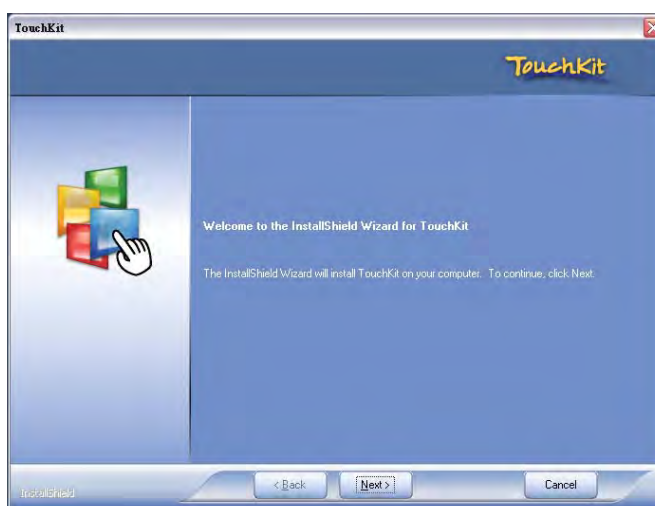 TouchKit
TouchKit
Welcome to the InstallShield Wizard for TouchKit
The InstallShield Wizard will install TouchKit on your computer. To continue, click Next.
InstallShield
< Back
Next >
Cancel